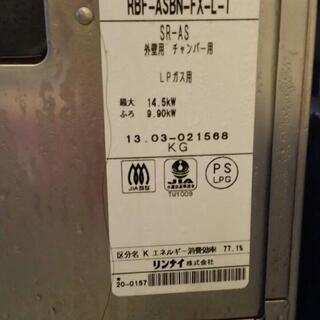 RBF-ASBN-FX-L-T
SR-AS
外壁用 チャンバー用
LPガス用
最大 14.5kW
ふろ 9.90kW
13.03-021568
KG
JIA
JIA認証
TU1009
PS
LPG
区分名 K エネルギー消費効率 77.1%
リンナイ株式会社
20-0157